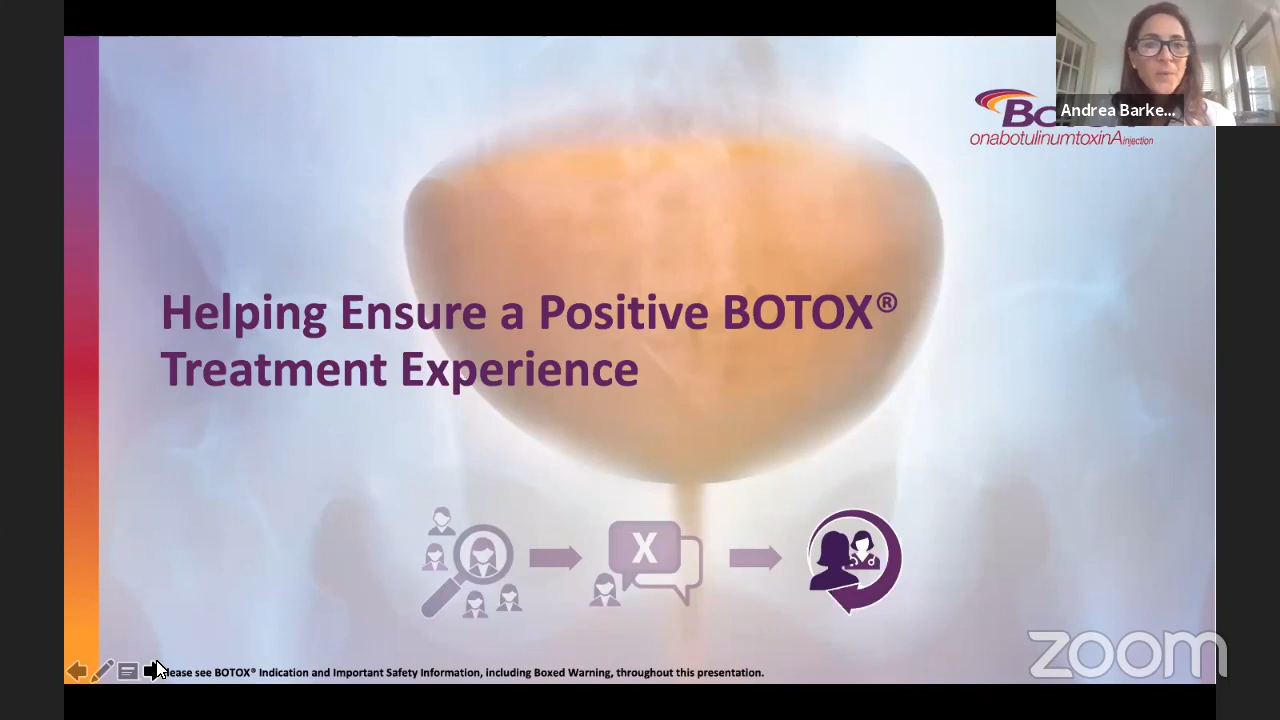 Andrea Barke...
onabotulinumtoxinA injection
Helping Ensure a Positive BOTOX®
Treatment Experience
X
lease see BOTOX® Indication and Important Safety Information, including Boxed Warning, throughout this presentation.
zoom